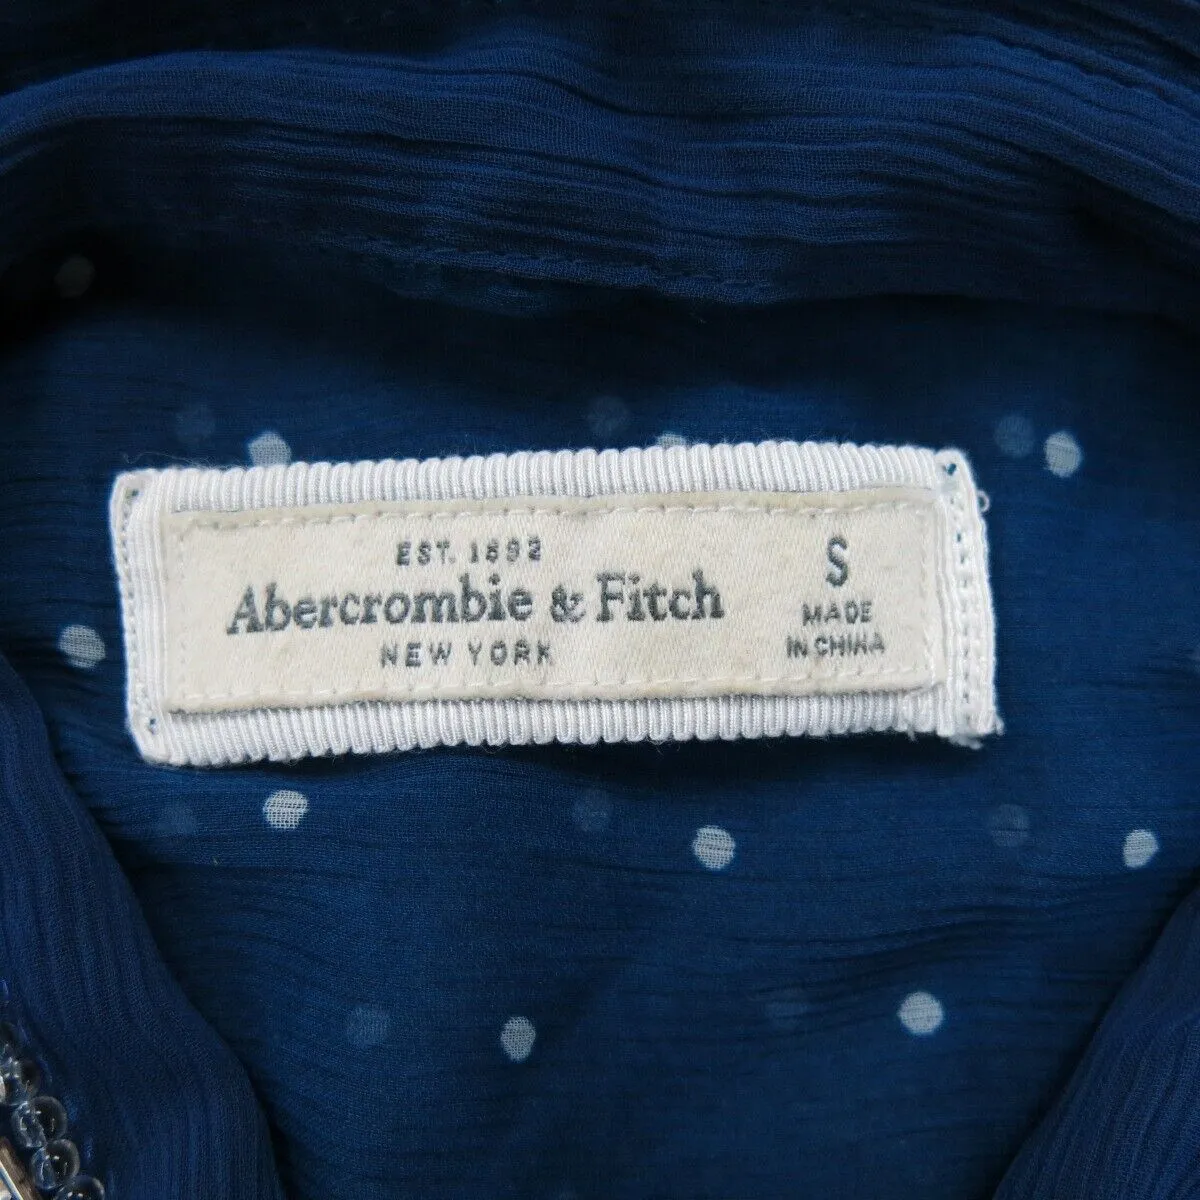 EST. 1892
Abercrombie & Fitch
NEW YORK
S
MADE
IN CHINA